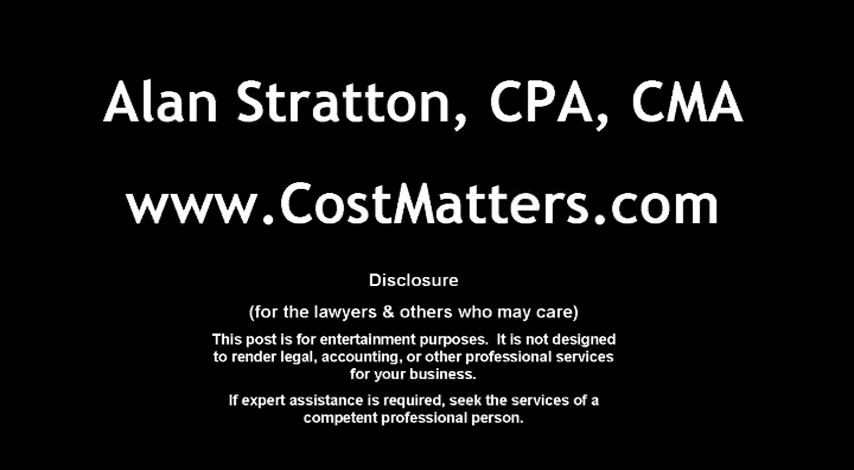 Alan Stratton, CPA, CMA
www.CostMatters.com
Disclosure
(for the lawyers & others who may care)
This post is for entertainment purposes.  It is not designed
to render legal, accounting, or other professional services
for your business.
If expert assistance is required, seek the services of a
competent professional person.